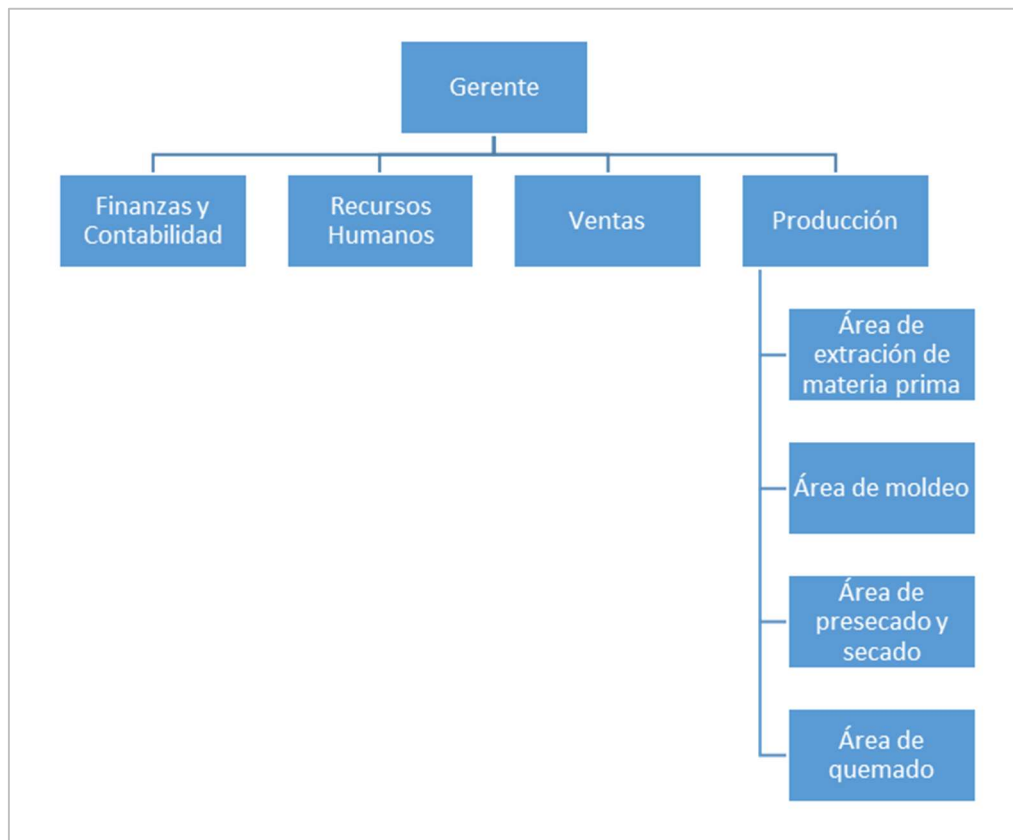 Gerente
Finanzas y
Contabilidad
Recursos
Humanos
Ventas
Producción
Área de
extración de
materia prima
Área de moldeo
Área de
presecado y
secado
Área de
quemado